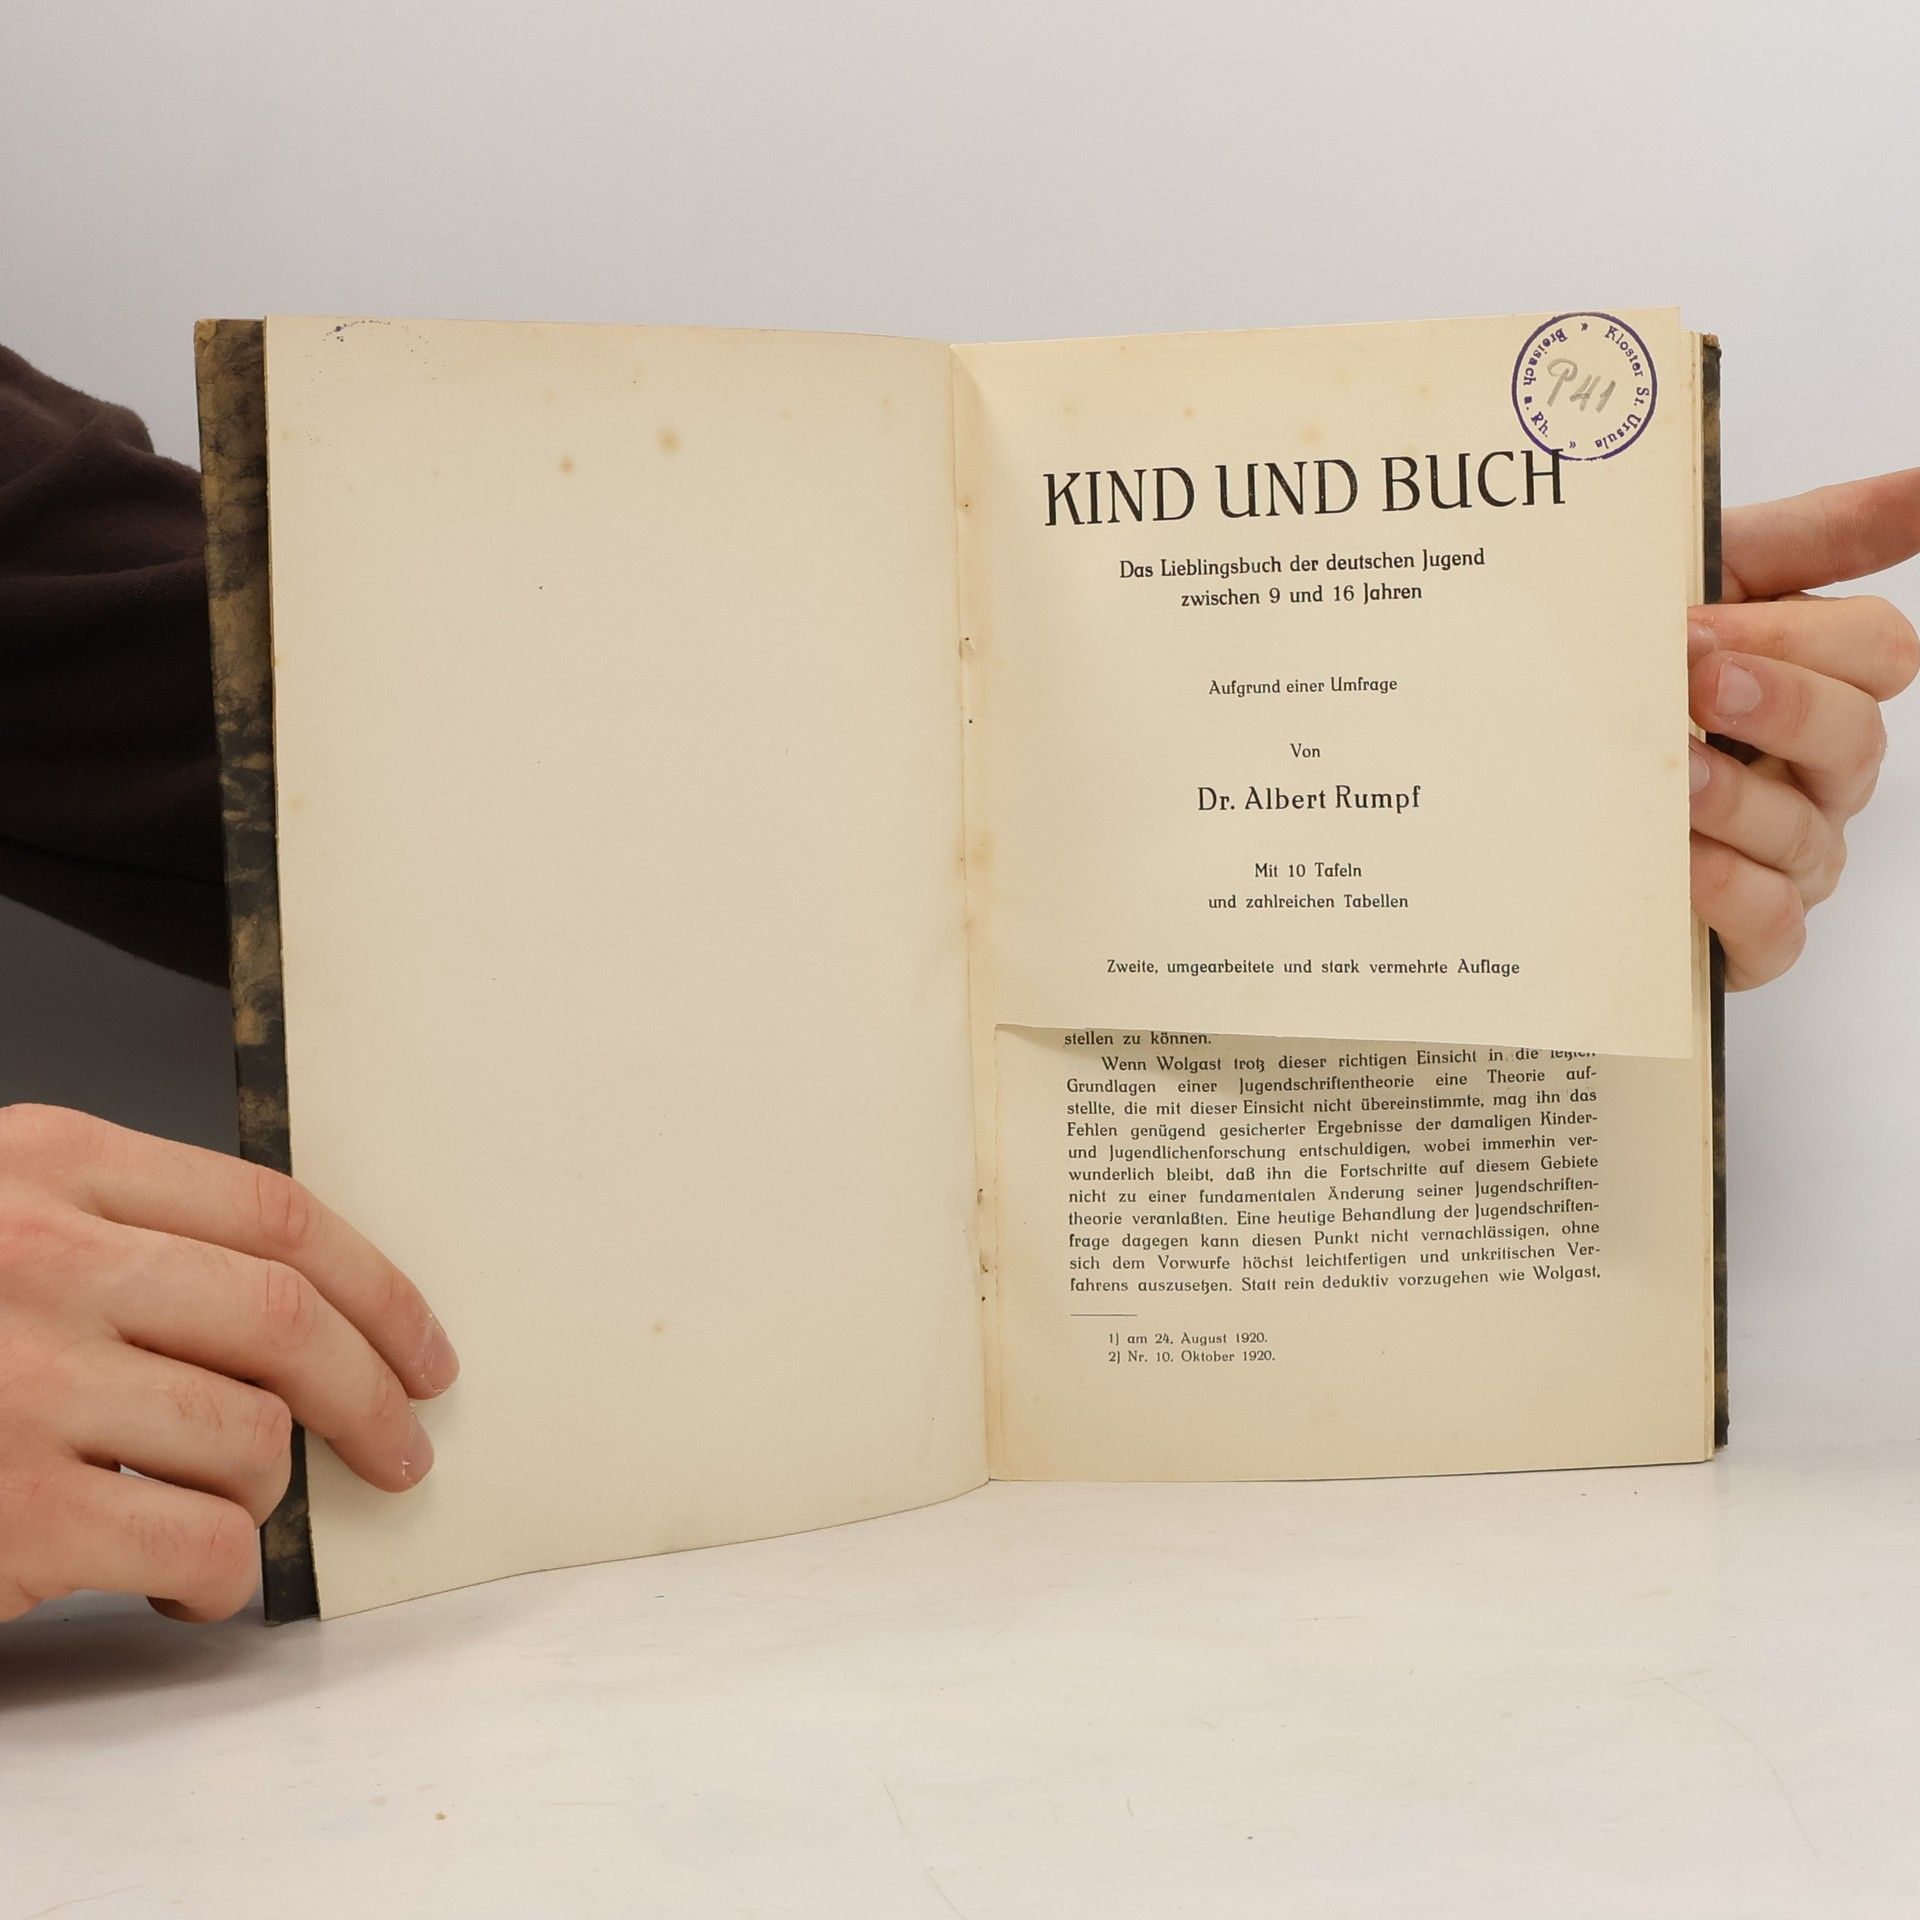 Kloster St. Ursula
Breisach a. Rh.
P41
KIND UND BUCH
Das Lieblingsbuch der deutschen Jugend
zwischen 9 und 16 Jahren
Aufgrund einer Umfrage
Von
Dr. Albert Rumpf
Mit 10 Tafeln
und zahlreichen Tabellen
Zweite, umgearbeitete und stark vermehrte Auflage
stellen zu können.
Wenn Wolgast trotz dieser richtigen Einsicht in die letzten
Grundlagen einer Jugendschriftentheorie eine Theorie auf-
stellte, die mit dieser Einsicht nicht übereinstimmte, mag ihn das
Fehlen genügend gesicherter Ergebnisse der damaligen Kinder-
und Jugendlichenforschung entschuldigen, wobei immerhin ver-
wunderlich bleibt, daß ihn die Fortschritte auf diesem Gebiete
nicht zu einer fundamentalen Änderung seiner Jugendschriften-
theorie veranlaßten. Eine heutige Behandlung der Jugendschriften-
frage dagegen kann diesen Punkt nicht vernachlässigen, ohne
sich dem Vorwurfe höchst leichtfertigen und unkritischen Ver-
fahrens auszusetzen. Statt rein deduktiv vorzugehen wie Wolgast,
1) am 24. August 1920.
2) Nr. 10. Oktober 1920.